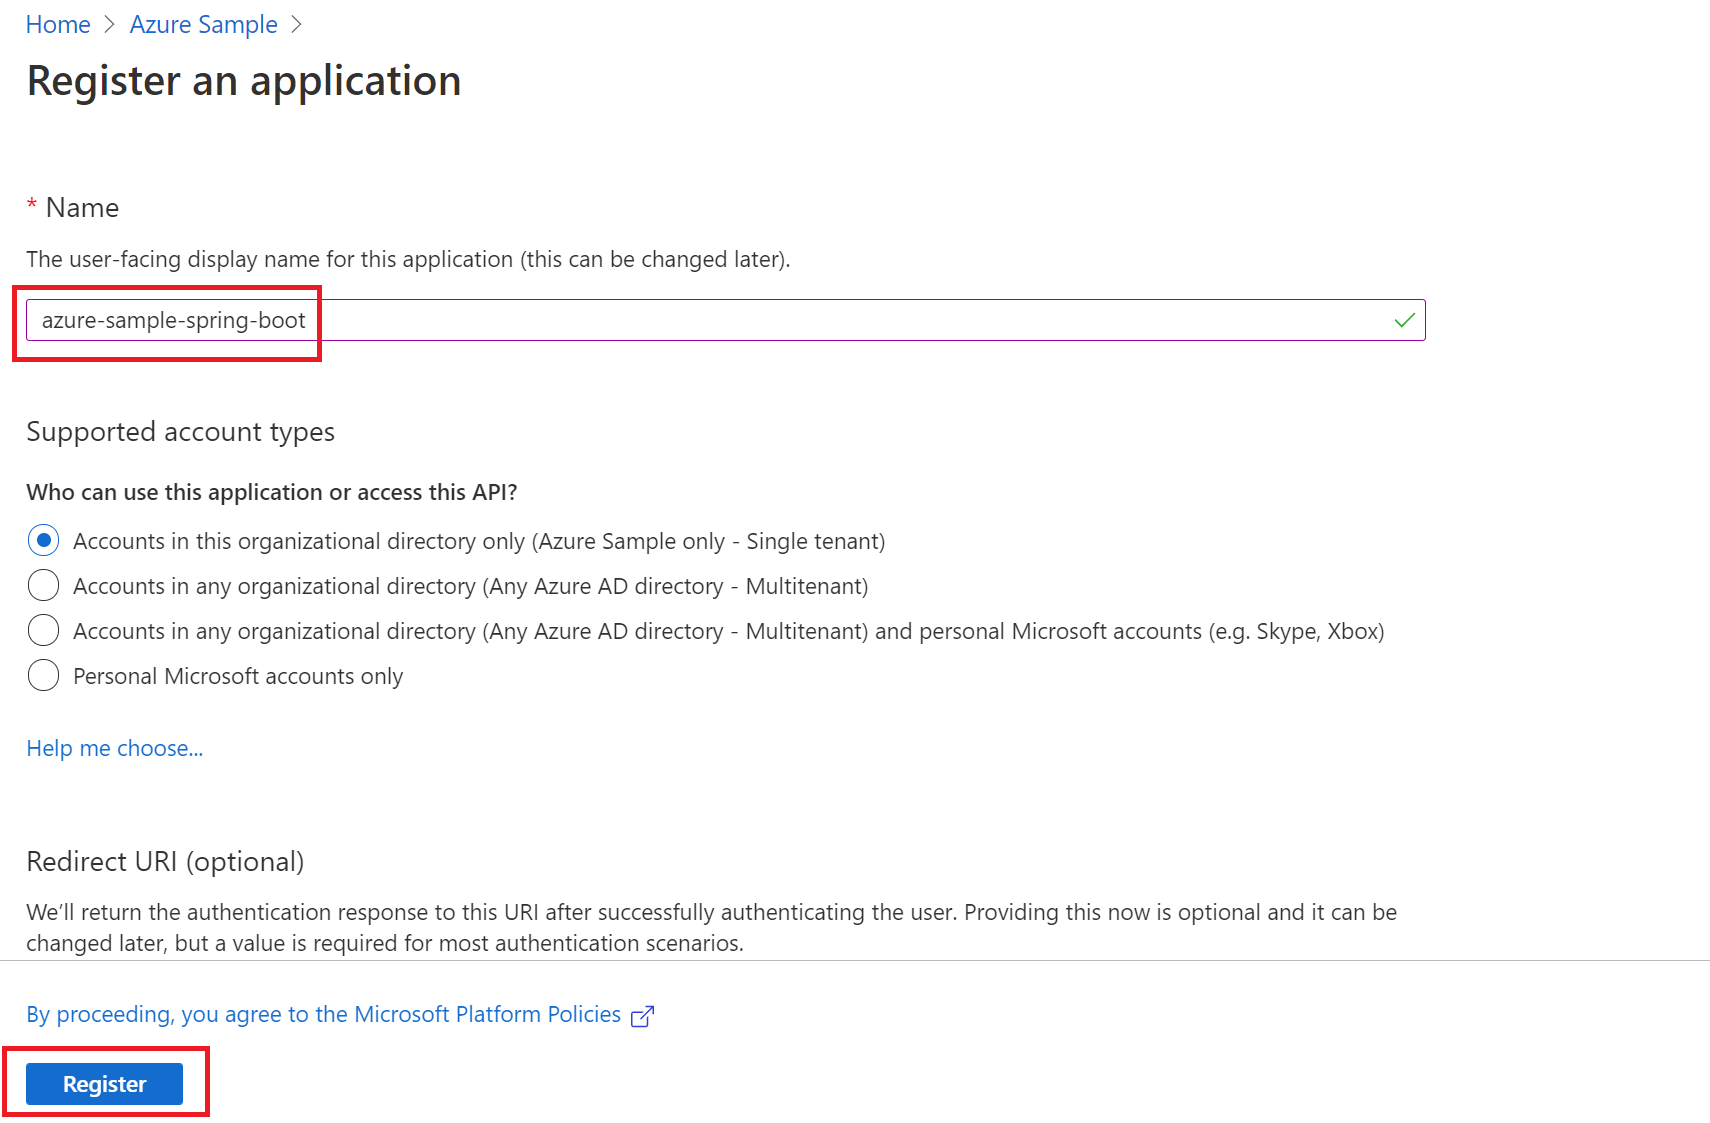 Home > Azure Sample >
Register an application
* Name
The user-facing display name for this application (this can be changed later).
azure-sample-spring-boot
Supported account types
Who can use this application or access this API?
Accounts in this organizational directory only (Azure Sample only - Single tenant)
Accounts in any organizational directory (Any Azure AD directory - Multitenant)
Accounts in any organizational directory (Any Azure AD directory - Multitenant) and personal Microsoft accounts (e.g. Skype, Xbox)
Personal Microsoft accounts only
Help me choose...
Redirect URI (optional)
We’ll return the authentication response to this URI after successfully authenticating the user. Providing this now is optional and it can be
changed later, but a value is required for most authentication scenarios.
By proceeding, you agree to the Microsoft Platform Policies
Register